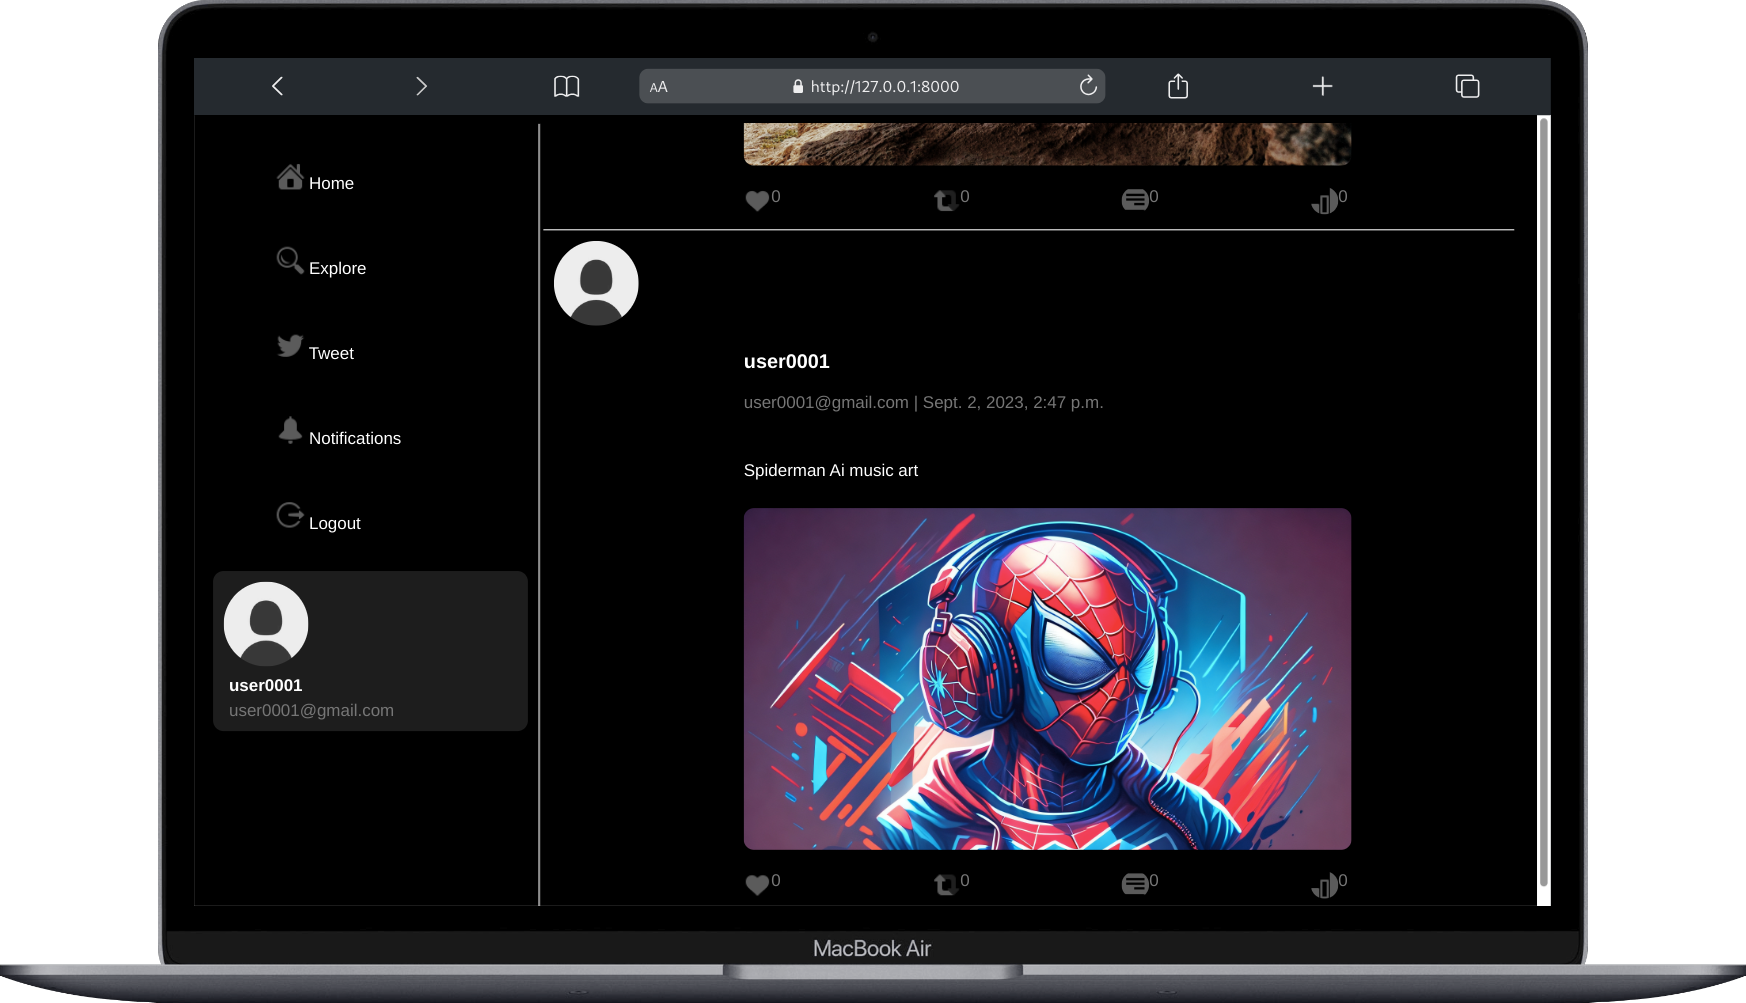 AA
http://127.0.0.1:8000
Home
Explore
Tweet
Notifications
Logout
user0001
user0001@gmail.com
0 0 0 0
user0001
user0001@gmail.com | Sept. 2, 2023, 2:47 p.m.
Spiderman Ai music art
0 0 0 0
MacBook Air